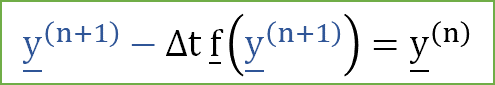 y^(n+1) − Δt f(y^(n+1)) = y^(n)